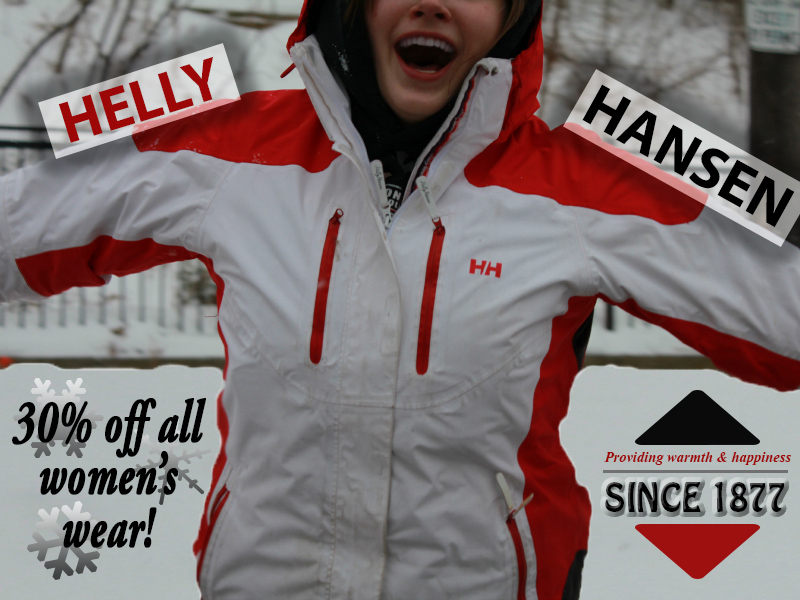 HELLY
HANSEN
HH
30% off all
women's
wear!
Providing warmth & happiness
SINCE 1877